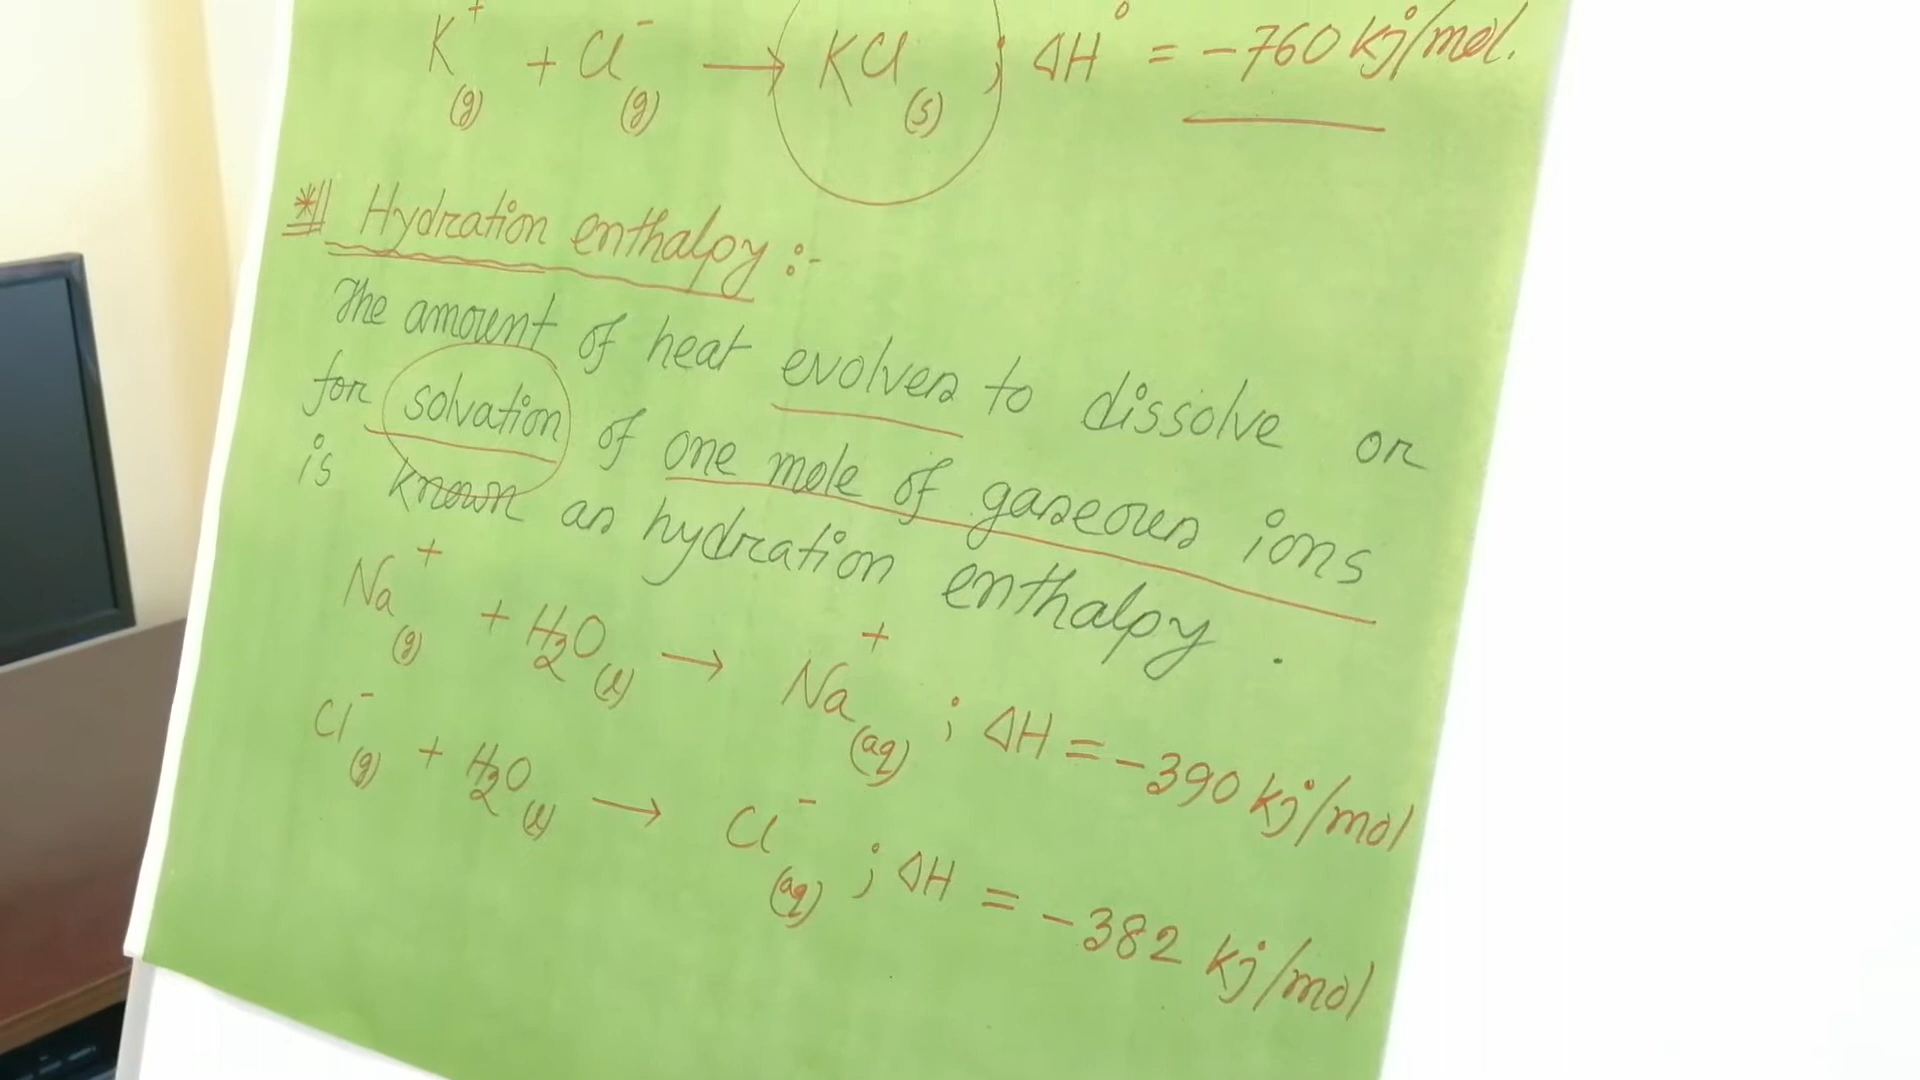 K⁺(g) + Cl⁻(g) → KCl(s) ; ΔH° = -760 kj/mol.
*|| Hydration enthalpy :-
The amount of heat evolves to dissolve or
for solvation of one mole of gaseous ions
is known as hydration enthalpy .
Na⁺(g) + H₂O(l) → Na⁺(aq) ; ΔH = -390 kj/mol
Cl⁻(g) + H₂O(l) → Cl⁻(aq) ; ΔH = -382 kj/mol